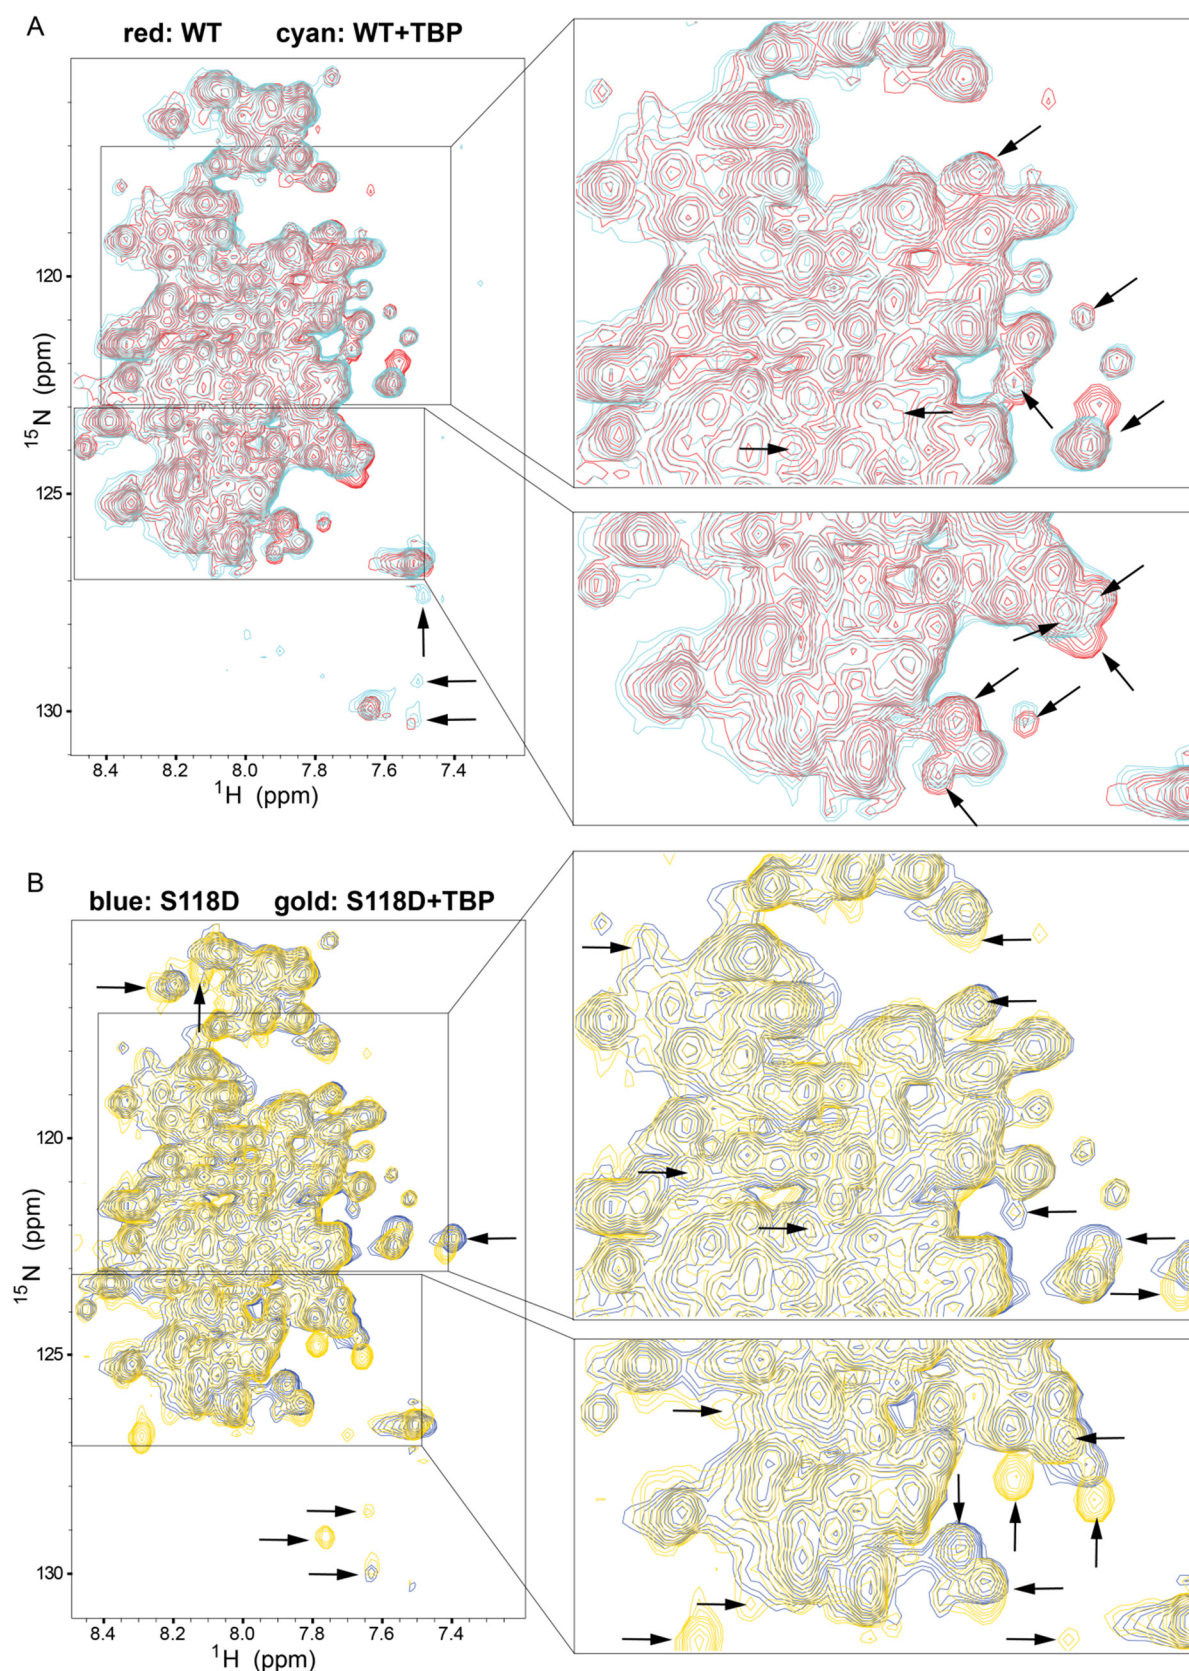 A
red: WT cyan: WT+TBP
120
125
130
15N (ppm)
8.4 8.2 8.0 7.8 7.6 7.4
1H (ppm)
B
blue: S118D gold: S118D+TBP
120
125
130
15N (ppm)
8.4 8.2 8.0 7.8 7.6 7.4
1H (ppm)